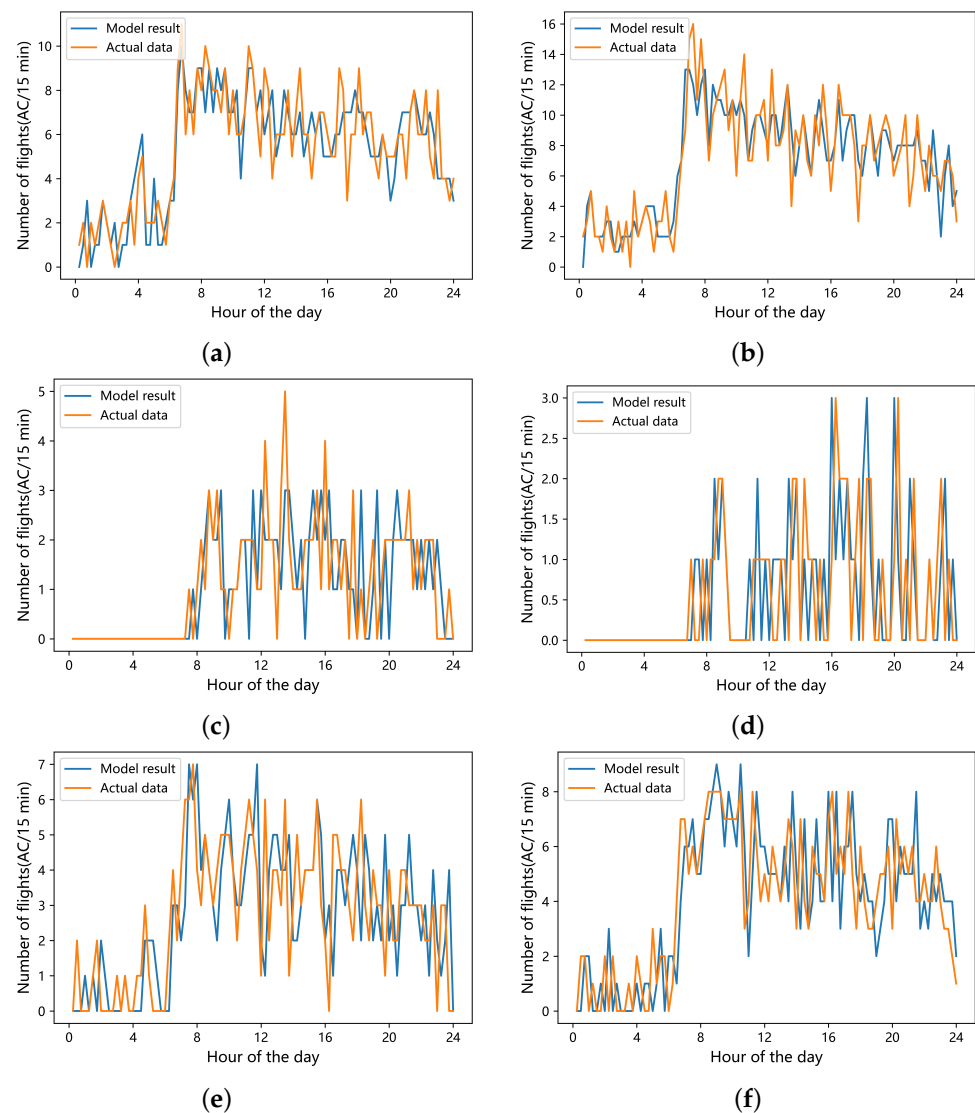 Number of flights(AC/15 min)
10
8
6
4
2
0
Model result
Actual data
0 4 8 12 16 20 24
Hour of the day
(a)
Number of flights(AC/15 min)
16
14
12
10
8
6
4
2
0
Model result
Actual data
0 4 8 12 16 20 24
Hour of the day
(b)
Number of flights(AC/15 min)
5
4
3
2
1
0
Model result
Actual data
0 4 8 12 16 20 24
Hour of the day
(c)
Number of flights(AC/15 min)
3.0
2.5
2.0
1.5
1.0
0.5
0.0
Model result
Actual data
0 4 8 12 16 20 24
Hour of the day
(d)
Number of flights(AC/15 min)
7
6
5
4
3
2
1
0
Model result
Actual data
0 4 8 12 16 20 24
Hour of the day
(e)
Number of flights(AC/15 min)
8
6
4
2
0
Model result
Actual data
0 4 8 12 16 20 24
Hour of the day
(f)